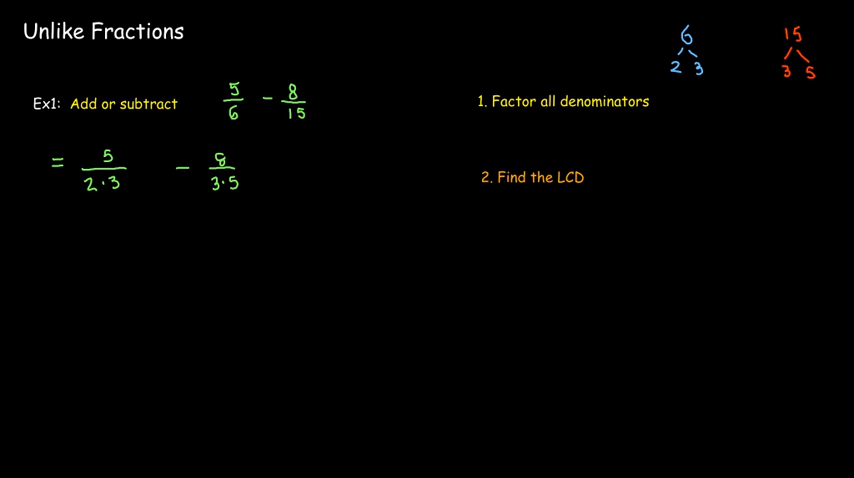 Unlike Fractions
6
2 3
15
3 5
Ex1: Add or subtract 5/6 - 8/15
1. Factor all denominators
= 5/2·3 - 8/3·5
2. Find the LCD